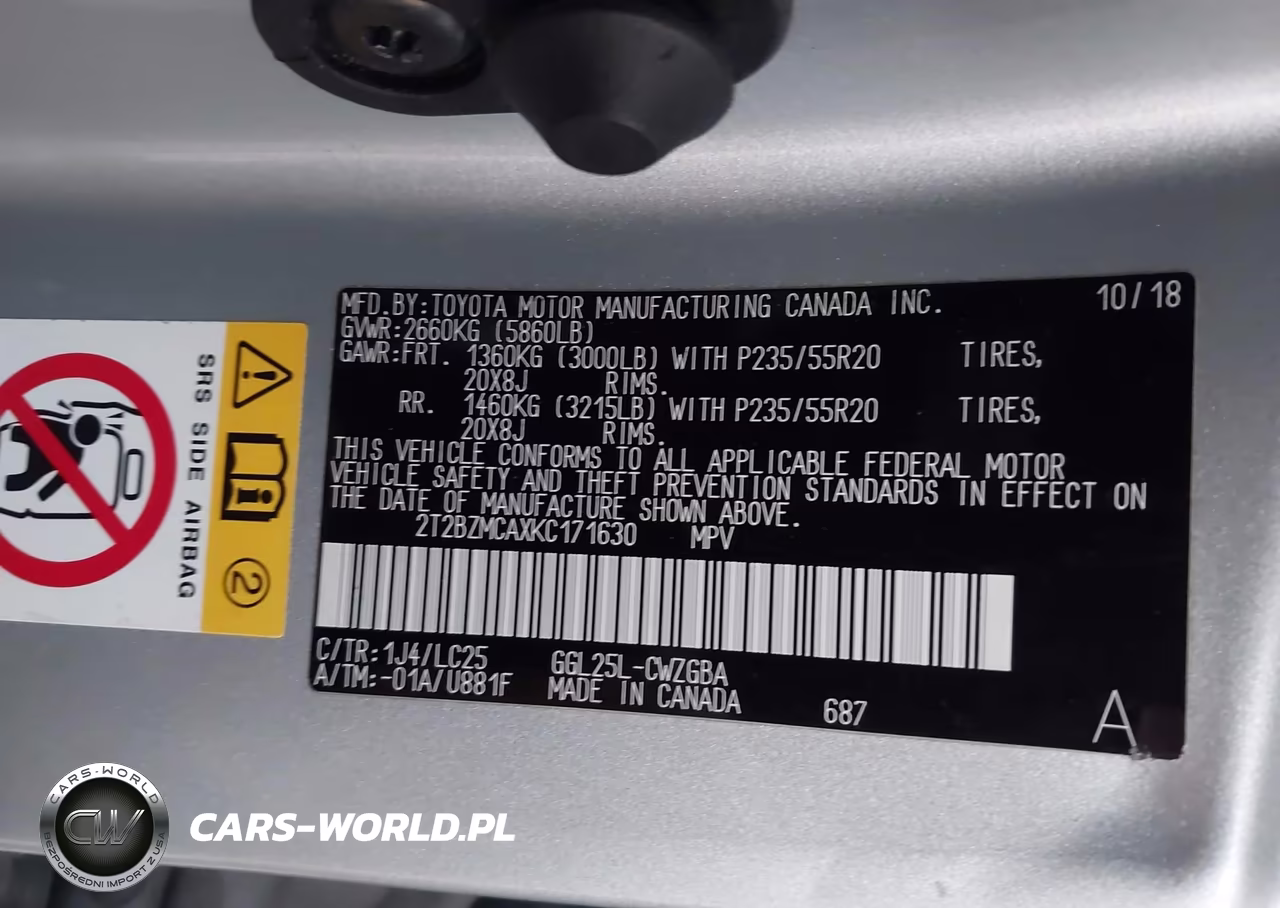 MFD.BY:TOYOTA MOTOR MANUFACTURING CANADA INC. 10/18
GVWR:2660KG (5860LB)
GAWR:FRT. 1360KG (3000LB) WITH P235/55R20 TIRES,
20X8J RIMS.
RR. 1460KG (3215LB) WITH P235/55R20 TIRES,
20X8J RIMS.
THIS VEHICLE CONFORMS TO ALL APPLICABLE FEDERAL MOTOR
VEHICLE SAFETY AND THEFT PREVENTION STANDARDS IN EFFECT ON
THE DATE OF MANUFACTURE SHOWN ABOVE.
2T2BZMCAXKC171630 MPV
C/TR:1J4/LC25 GGL25L-CWZGBA
A/TM:-01A/U881F MADE IN CANADA 687 A
SRS SIDE AIRBAG
2
CARS-WORLD
CW
BEZPOŚREDNI IMPORT Z USA
CARS-WORLD.PL